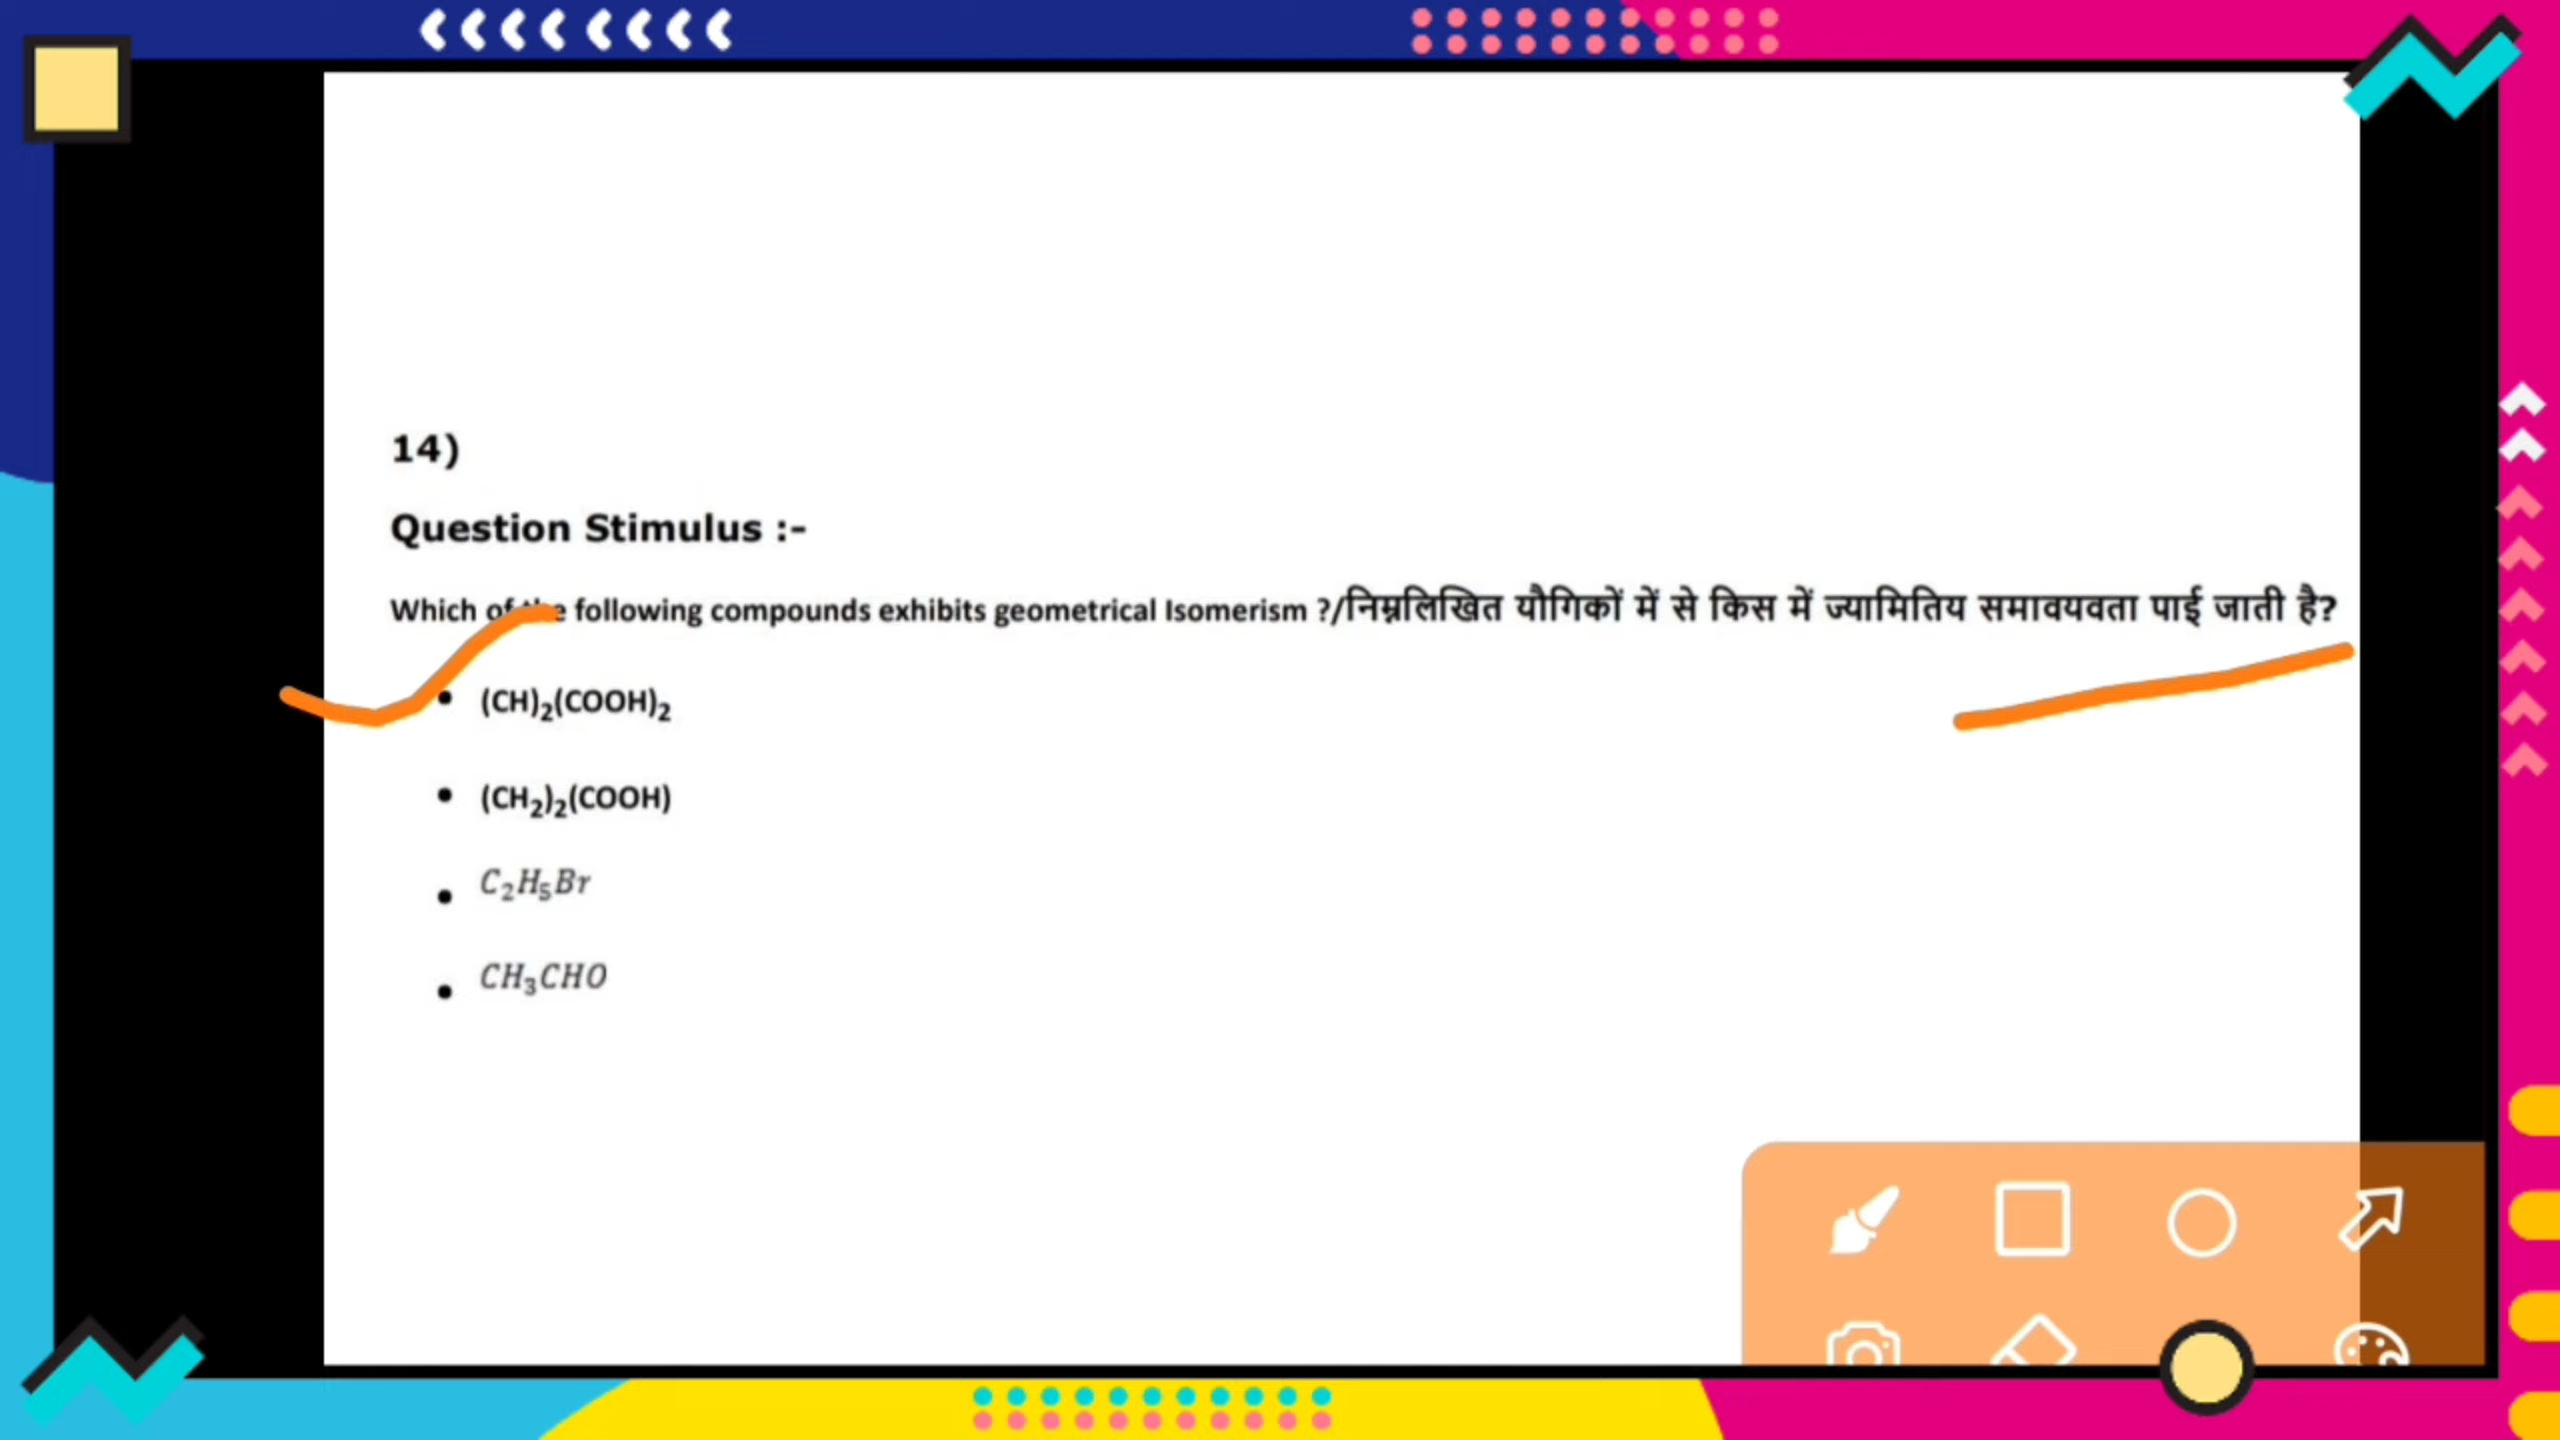 14)
Question Stimulus :-
Which of the following compounds exhibits geometrical Isomerism ?/निम्नलिखित यौगिकों में से किस में ज्यामितिय समावयवता पाई जाती है?
• (CH)₂(COOH)₂
• (CH₂)₂(COOH)
• C₂H₅Br
• CH₃CHO